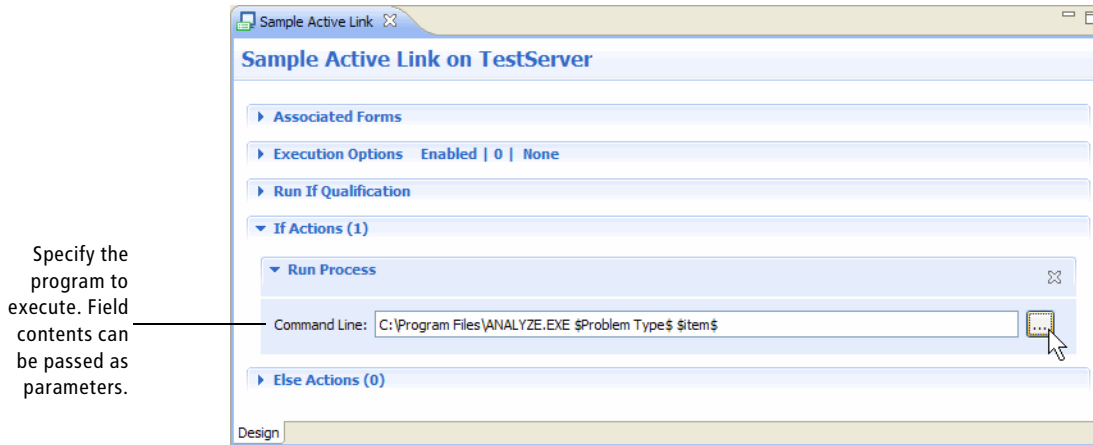 Sample Active Link
Sample Active Link on TestServer
Associated Forms
Execution Options Enabled | 0 | None
Run If Qualification
If Actions (1)
Run Process
Specify the
program to
execute. Field
contents can
be passed as
parameters.
Command Line: C:\Program Files\ANALYZE.EXE $Problem Type$ $item$ ...
Else Actions (0)
Design